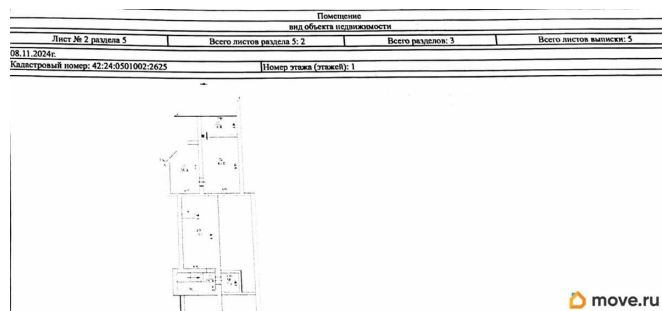 Помещение
вид объекта недвижимости
Лист № 2 раздела 5 Всего листов раздела 5: 2 Всего разделов: 3 Всего листов выписки: 5
08.11.2024г.
Кадастровый номер: 42:24:0501002:2625 Номер этажа (этажей): 1
move.ru